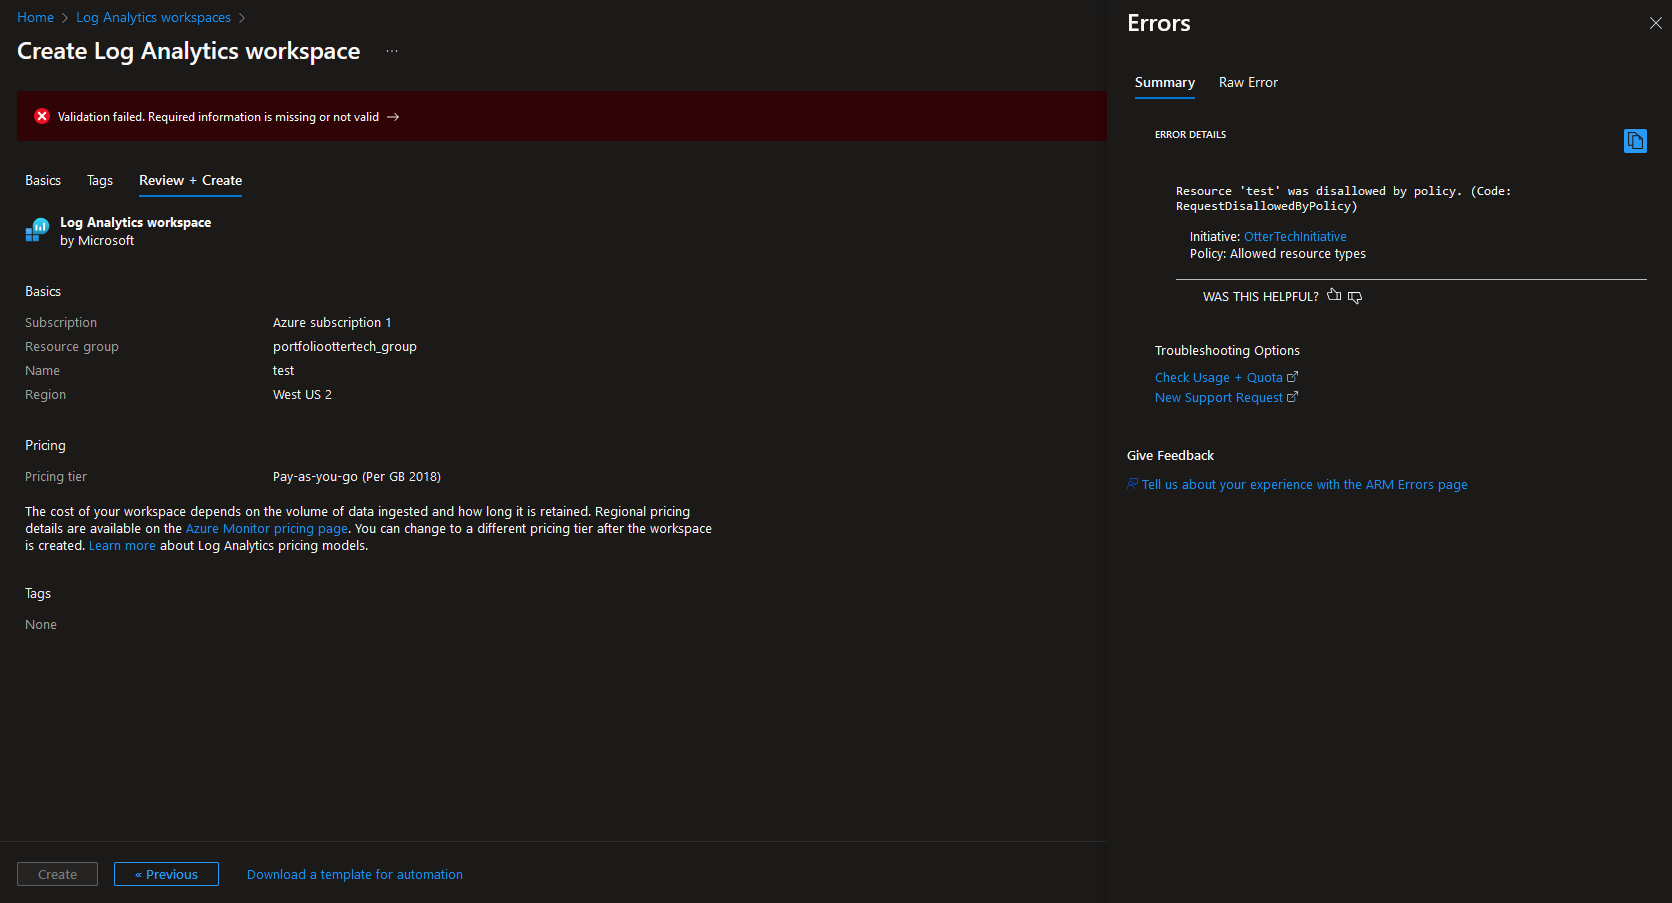 Home > Log Analytics workspaces >
Create Log Analytics workspace ...
Validation failed. Required information is missing or not valid →
Basics Tags Review + Create
Log Analytics workspace
by Microsoft
Basics
Subscription Azure subscription 1
Resource group portfolioottertech_group
Name test
Region West US 2
Pricing
Pricing tier Pay-as-you-go (Per GB 2018)
The cost of your workspace depends on the volume of data ingested and how long it is retained. Regional pricing
details are available on the Azure Monitor pricing page. You can change to a different pricing tier after the workspace
is created. Learn more about Log Analytics pricing models.
Tags
None
Create « Previous Download a template for automation
Errors
Summary Raw Error
ERROR DETAILS
Resource 'test' was disallowed by policy. (Code:
RequestDisallowedByPolicy)
Initiative: OtterTechInitiative
Policy: Allowed resource types
WAS THIS HELPFUL?
Troubleshooting Options
Check Usage + Quota
New Support Request
Give Feedback
Tell us about your experience with the ARM Errors page